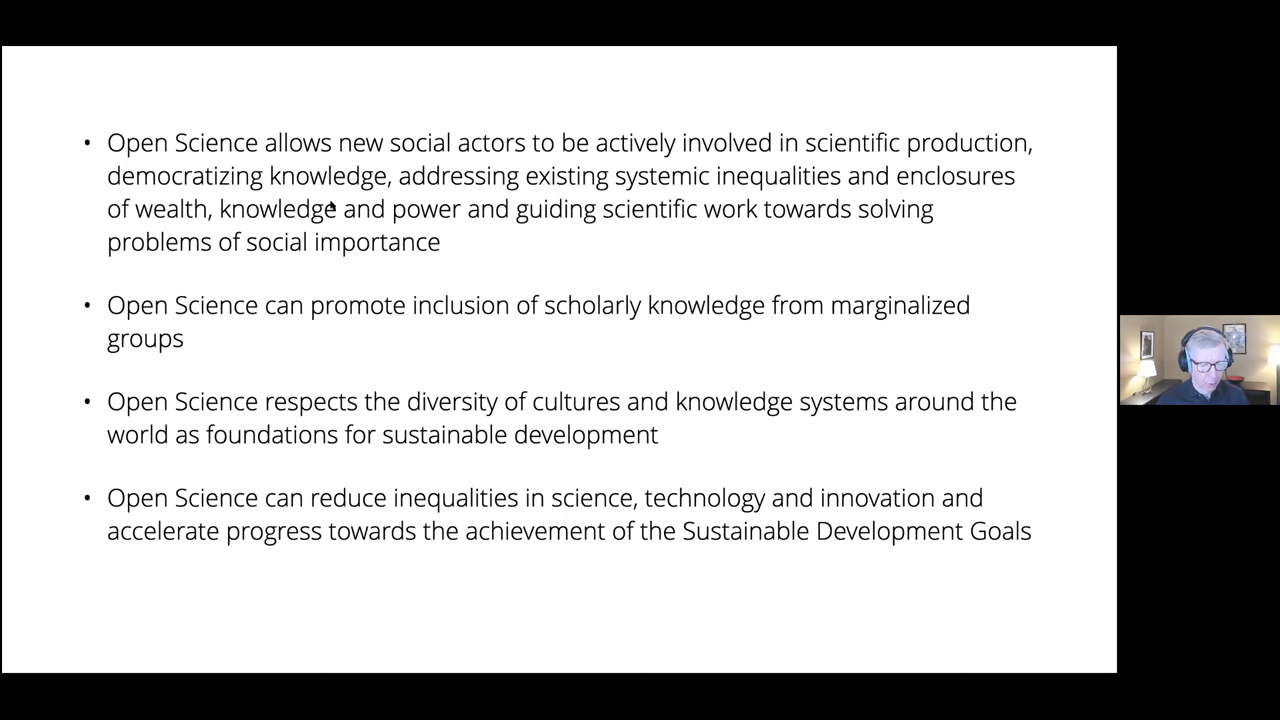 • Open Science allows new social actors to be actively involved in scientific production,
democratizing knowledge, addressing existing systemic inequalities and enclosures
of wealth, knowledge and power and guiding scientific work towards solving
problems of social importance
• Open Science can promote inclusion of scholarly knowledge from marginalized
groups
• Open Science respects the diversity of cultures and knowledge systems around the
world as foundations for sustainable development
• Open Science can reduce inequalities in science, technology and innovation and
accelerate progress towards the achievement of the Sustainable Development Goals